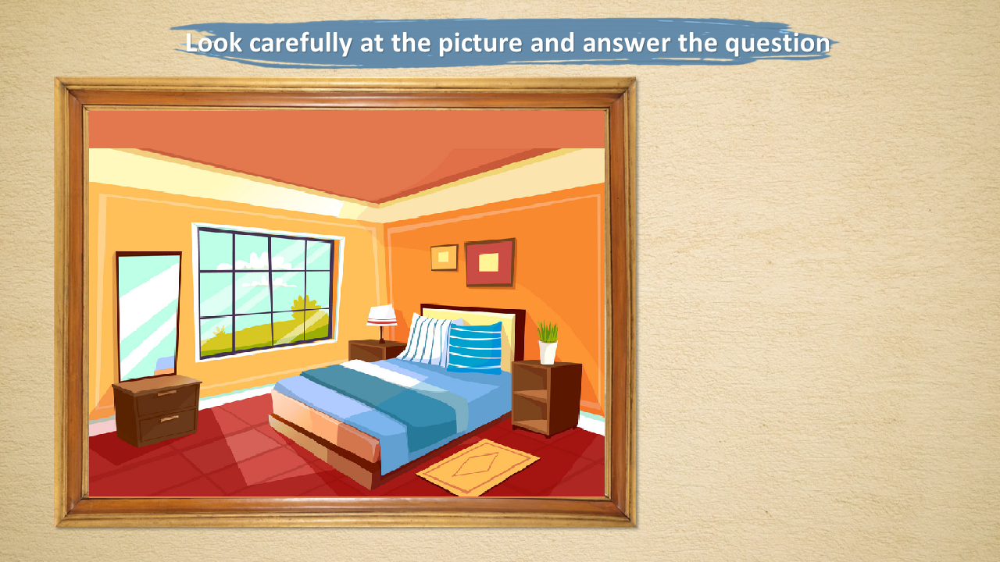 Look carefully at the picture and answer the question